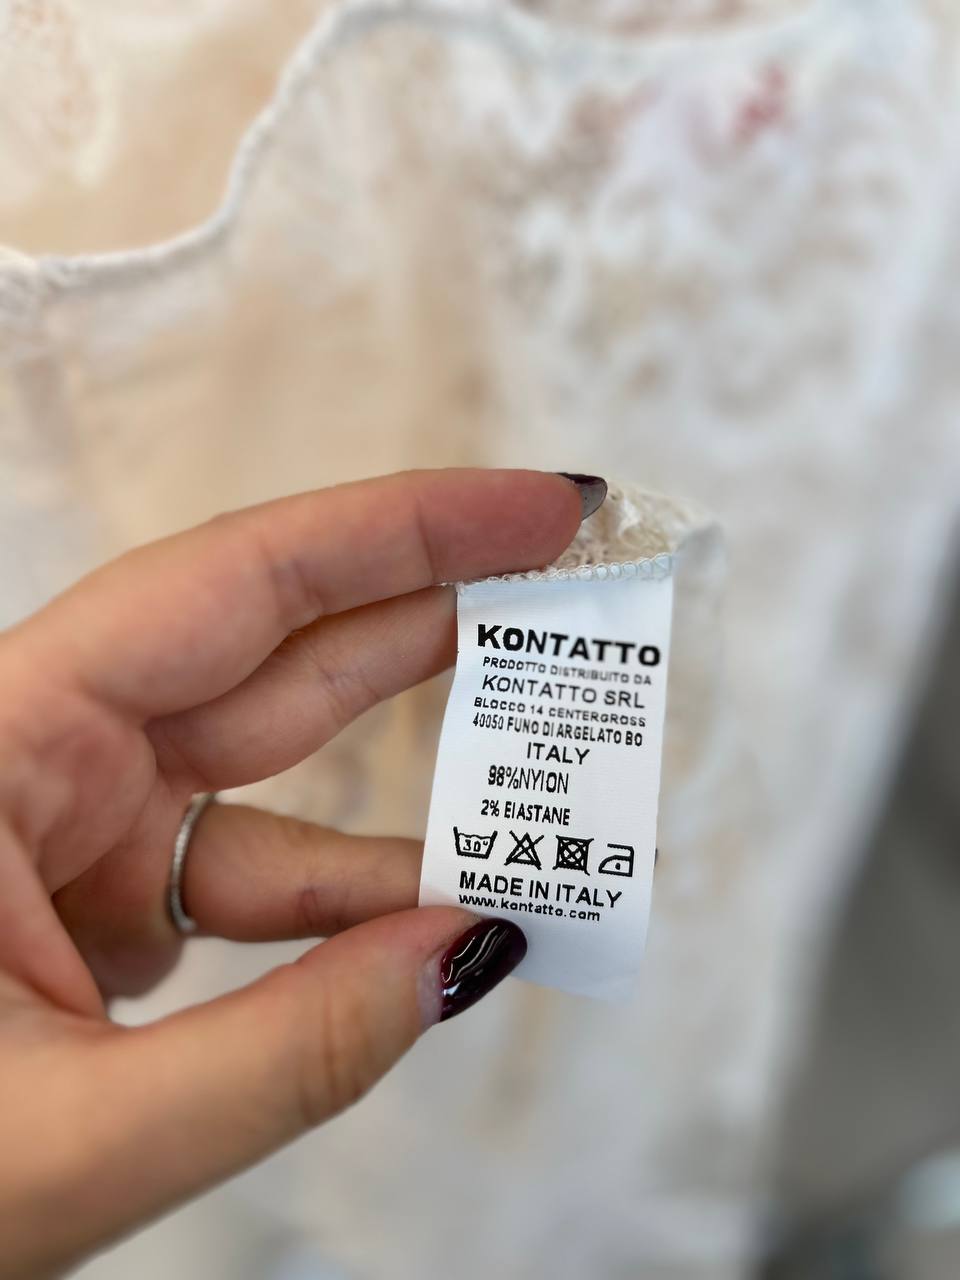 KONTATTO
PRODOTTO DISTRIBUITO DA
KONTATTO SRL
BLOCCO 14 CENTERGROSS
40050 FUNO DI ARGELATO BO
ITALY
98%NYION
2% EIASTANE
30°
MADE IN ITALY
www.kontatto.com